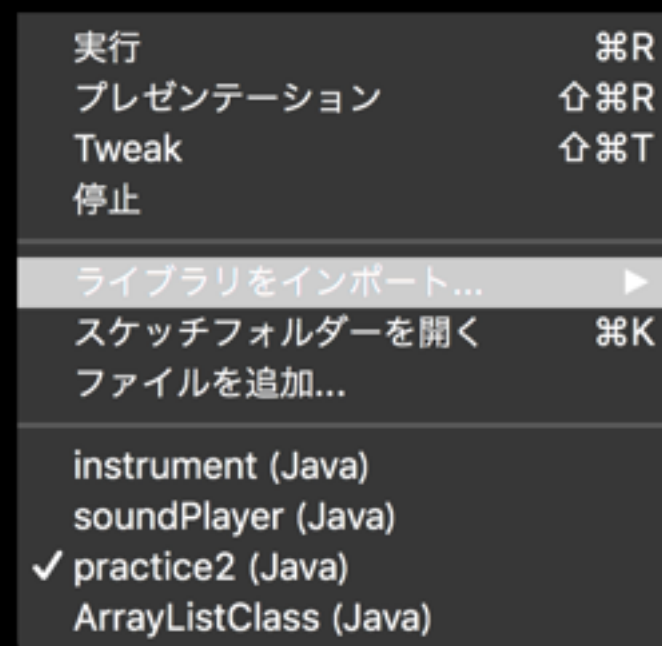 実行 ⌘R
プレゼンテーション ⇧⌘R
Tweak ⇧⌘T
停止
ライブラリをインポート... ▶
スケッチフォルダーを開く ⌘K
ファイルを追加...
instrument (Java)
soundPlayer (Java)
✓ practice2 (Java)
ArrayListClass (Java)